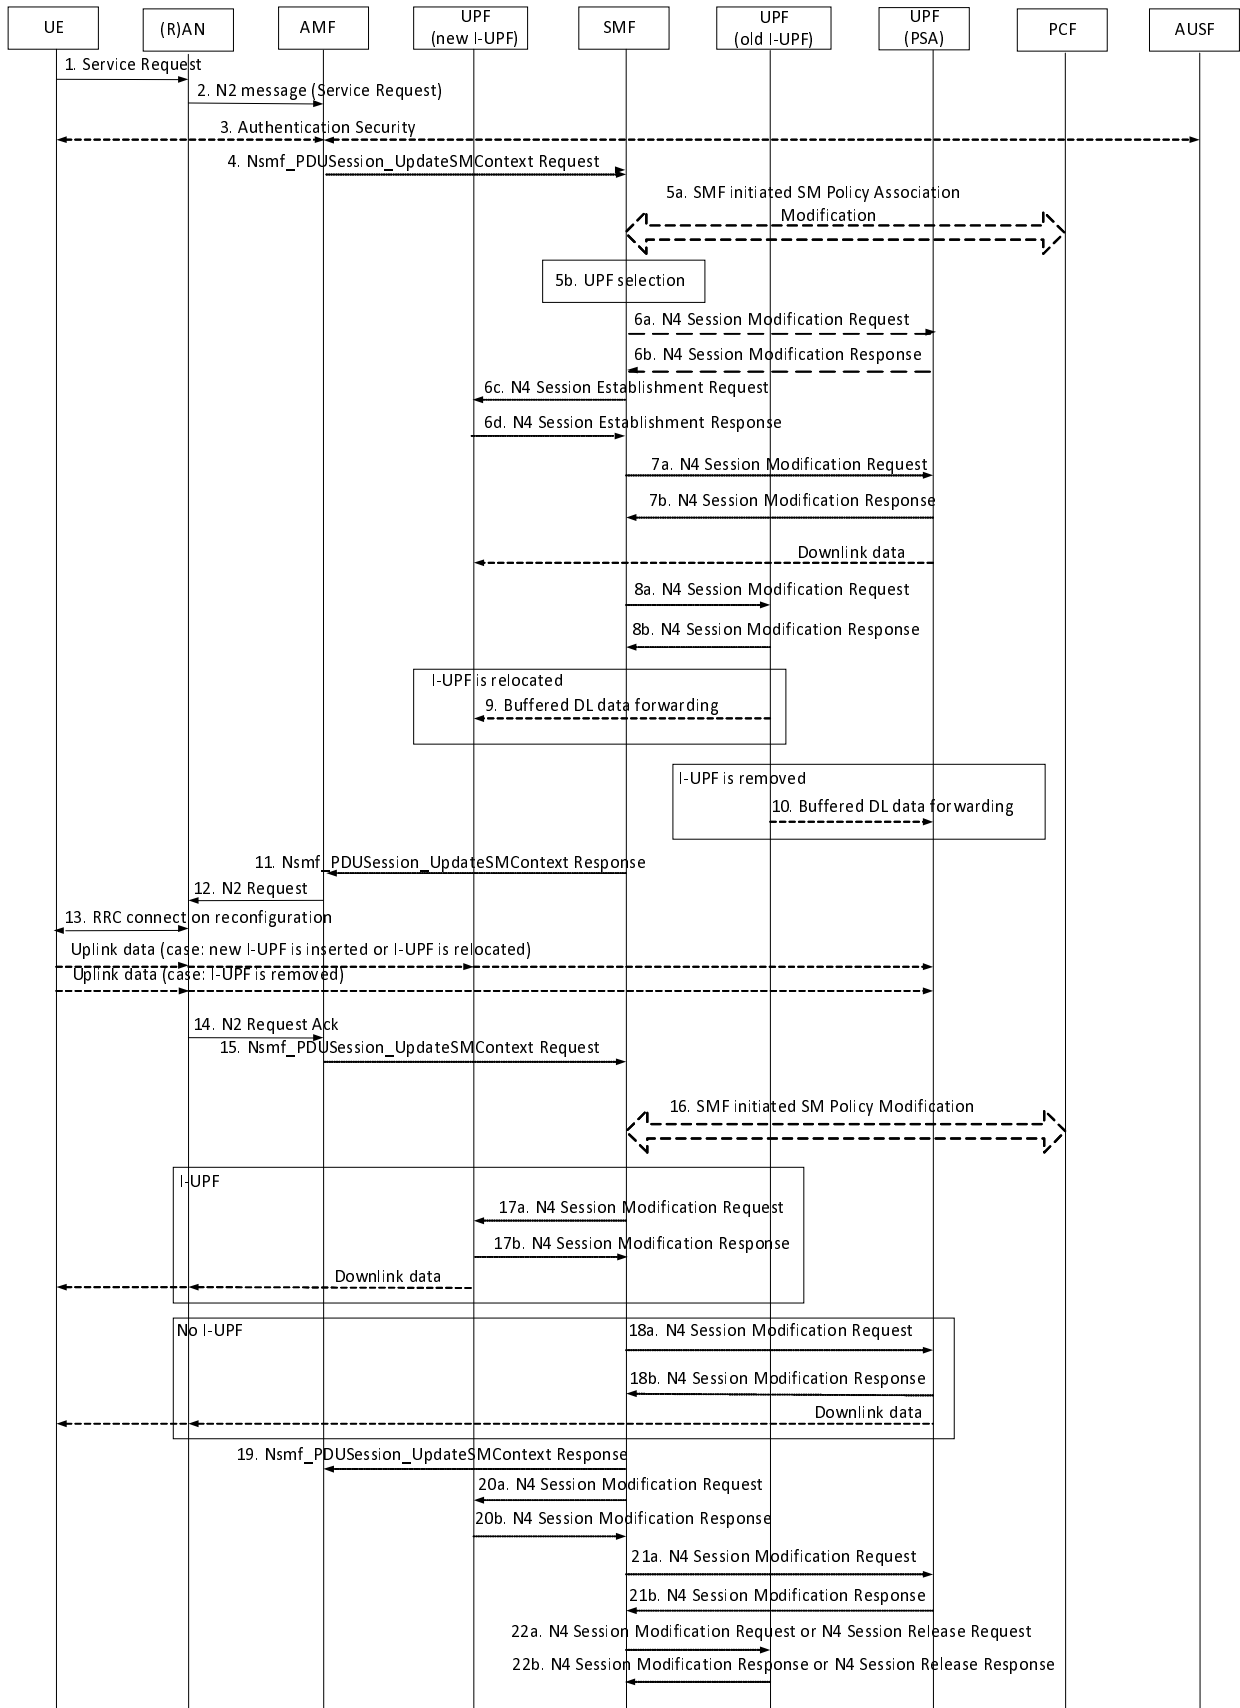 UE
(R)AN
AMF
UPF
(new I-UPF)
SMF
UPF
(old I-UPF)
UPF
(PSA)
PCF
AUSF
1. Service Request
2. N2 message (Service Request)
3. Authentication Security
4. Nsmf_PDUSession_UpdateSMContext Request
5a. SMF initiated SM Policy Association
Modification
5b. UPF selection
6a. N4 Session Modification Request
6b. N4 Session Modification Response
6c. N4 Session Establishment Request
6d. N4 Session Establishment Response
7a. N4 Session Modification Request
7b. N4 Session Modification Response
Downlink data
8a. N4 Session Modification Request
8b. N4 Session Modification Response
I-UPF is relocated
9. Buffered DL data forwarding
I-UPF is removed
10. Buffered DL data forwarding
11. Nsmf_PDUSession_UpdateSMContext Response
12. N2 Request
13. RRC connection reconfiguration
Uplink data (case: new I-UPF is inserted or I-UPF is relocated)
Uplink data (case: I-UPF is removed)
14. N2 Request Ack
15. Nsmf_PDUSession_UpdateSMContext Request
16. SMF initiated SM Policy Modification
I-UPF
17a. N4 Session Modification Request
17b. N4 Session Modification Response
Downlink data
No I-UPF
18a. N4 Session Modification Request
18b. N4 Session Modification Response
Downlink data
19. Nsmf_PDUSession_UpdateSMContext Response
20a. N4 Session Modification Request
20b. N4 Session Modification Response
21a. N4 Session Modification Request
21b. N4 Session Modification Response
22a. N4 Session Modification Request or N4 Session Release Request
22b. N4 Session Modification Response or N4 Session Release Response